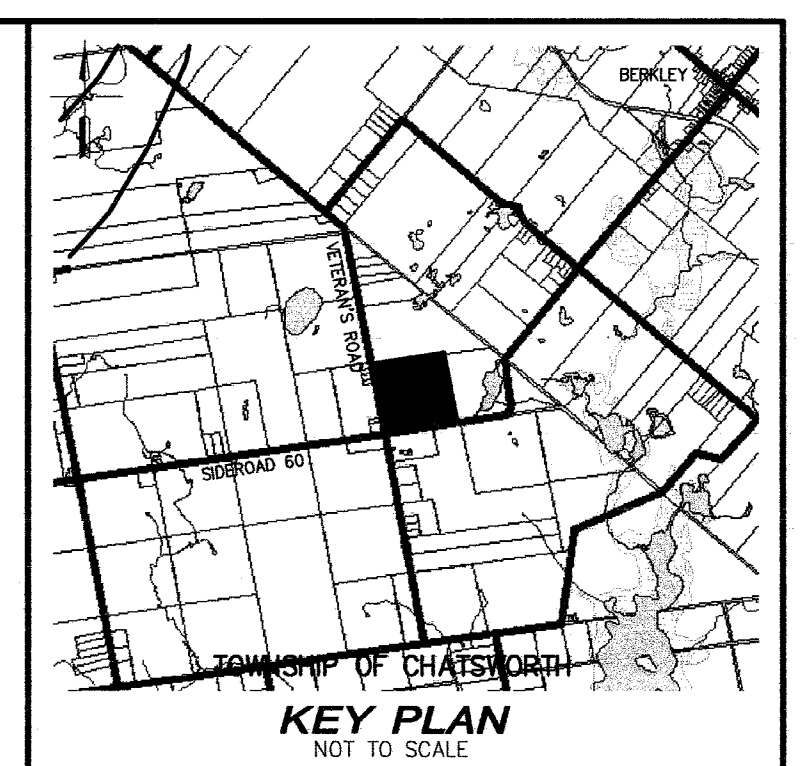 BERKLEY
VETERAN'S ROAD
SIDEROAD 60
TOWNSHIP OF CHATSWORTH
KEY PLAN
NOT TO SCALE